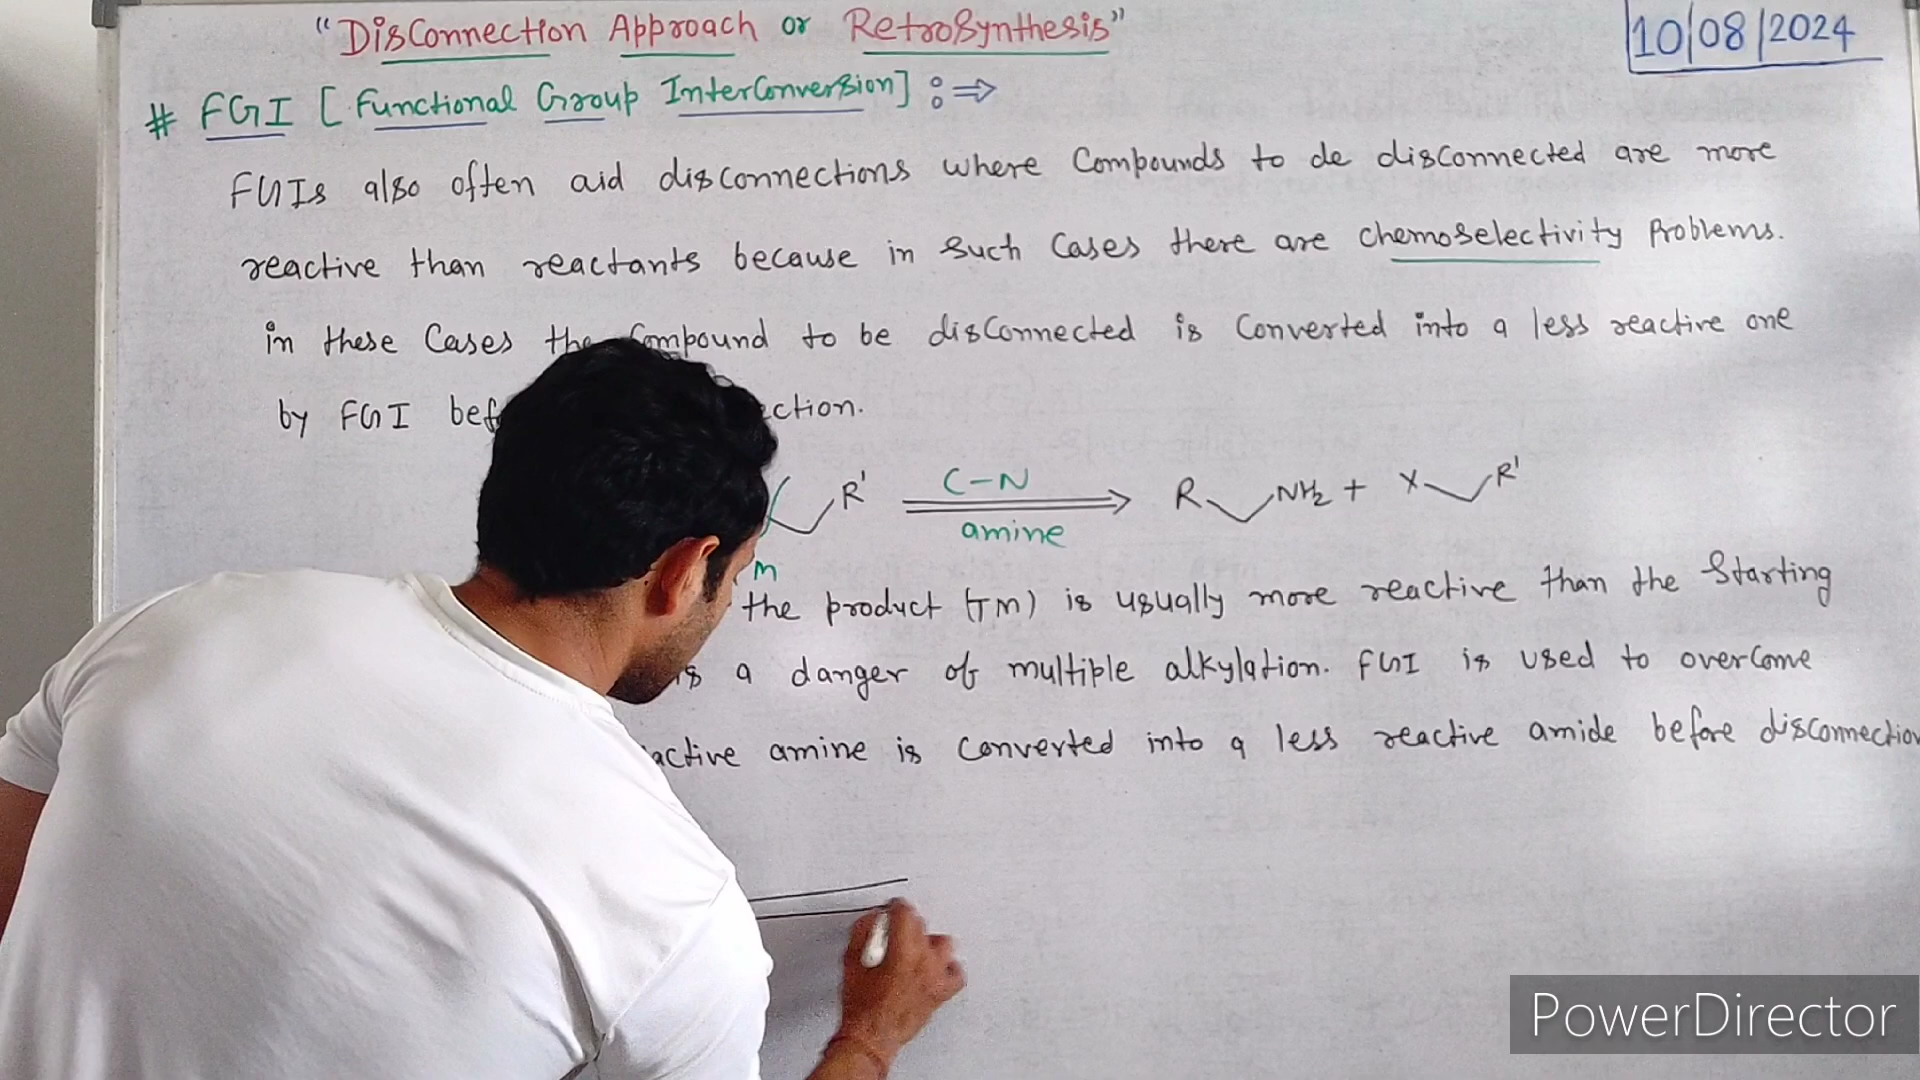 "Disconnection Approach or Retrosynthesis"
10/08/2024
# FGI [Functional Group Interconversion] :⇒
FGIs also often aid disconnections where Compounds to de disconnected are more
reactive than reactants because in such Cases there are chemoselectivity Problems.
in these Cases the Compound to be disconnected is Converted into a less reactive one
by FGI
R'
C-N
amine
R NH2 + X R'
m
the product (TM) is usually more reactive than the Starting
is a danger of multiple alkylation. FGI is used to overcome
amine is Converted into a less reactive amide before disconnection
PowerDirector